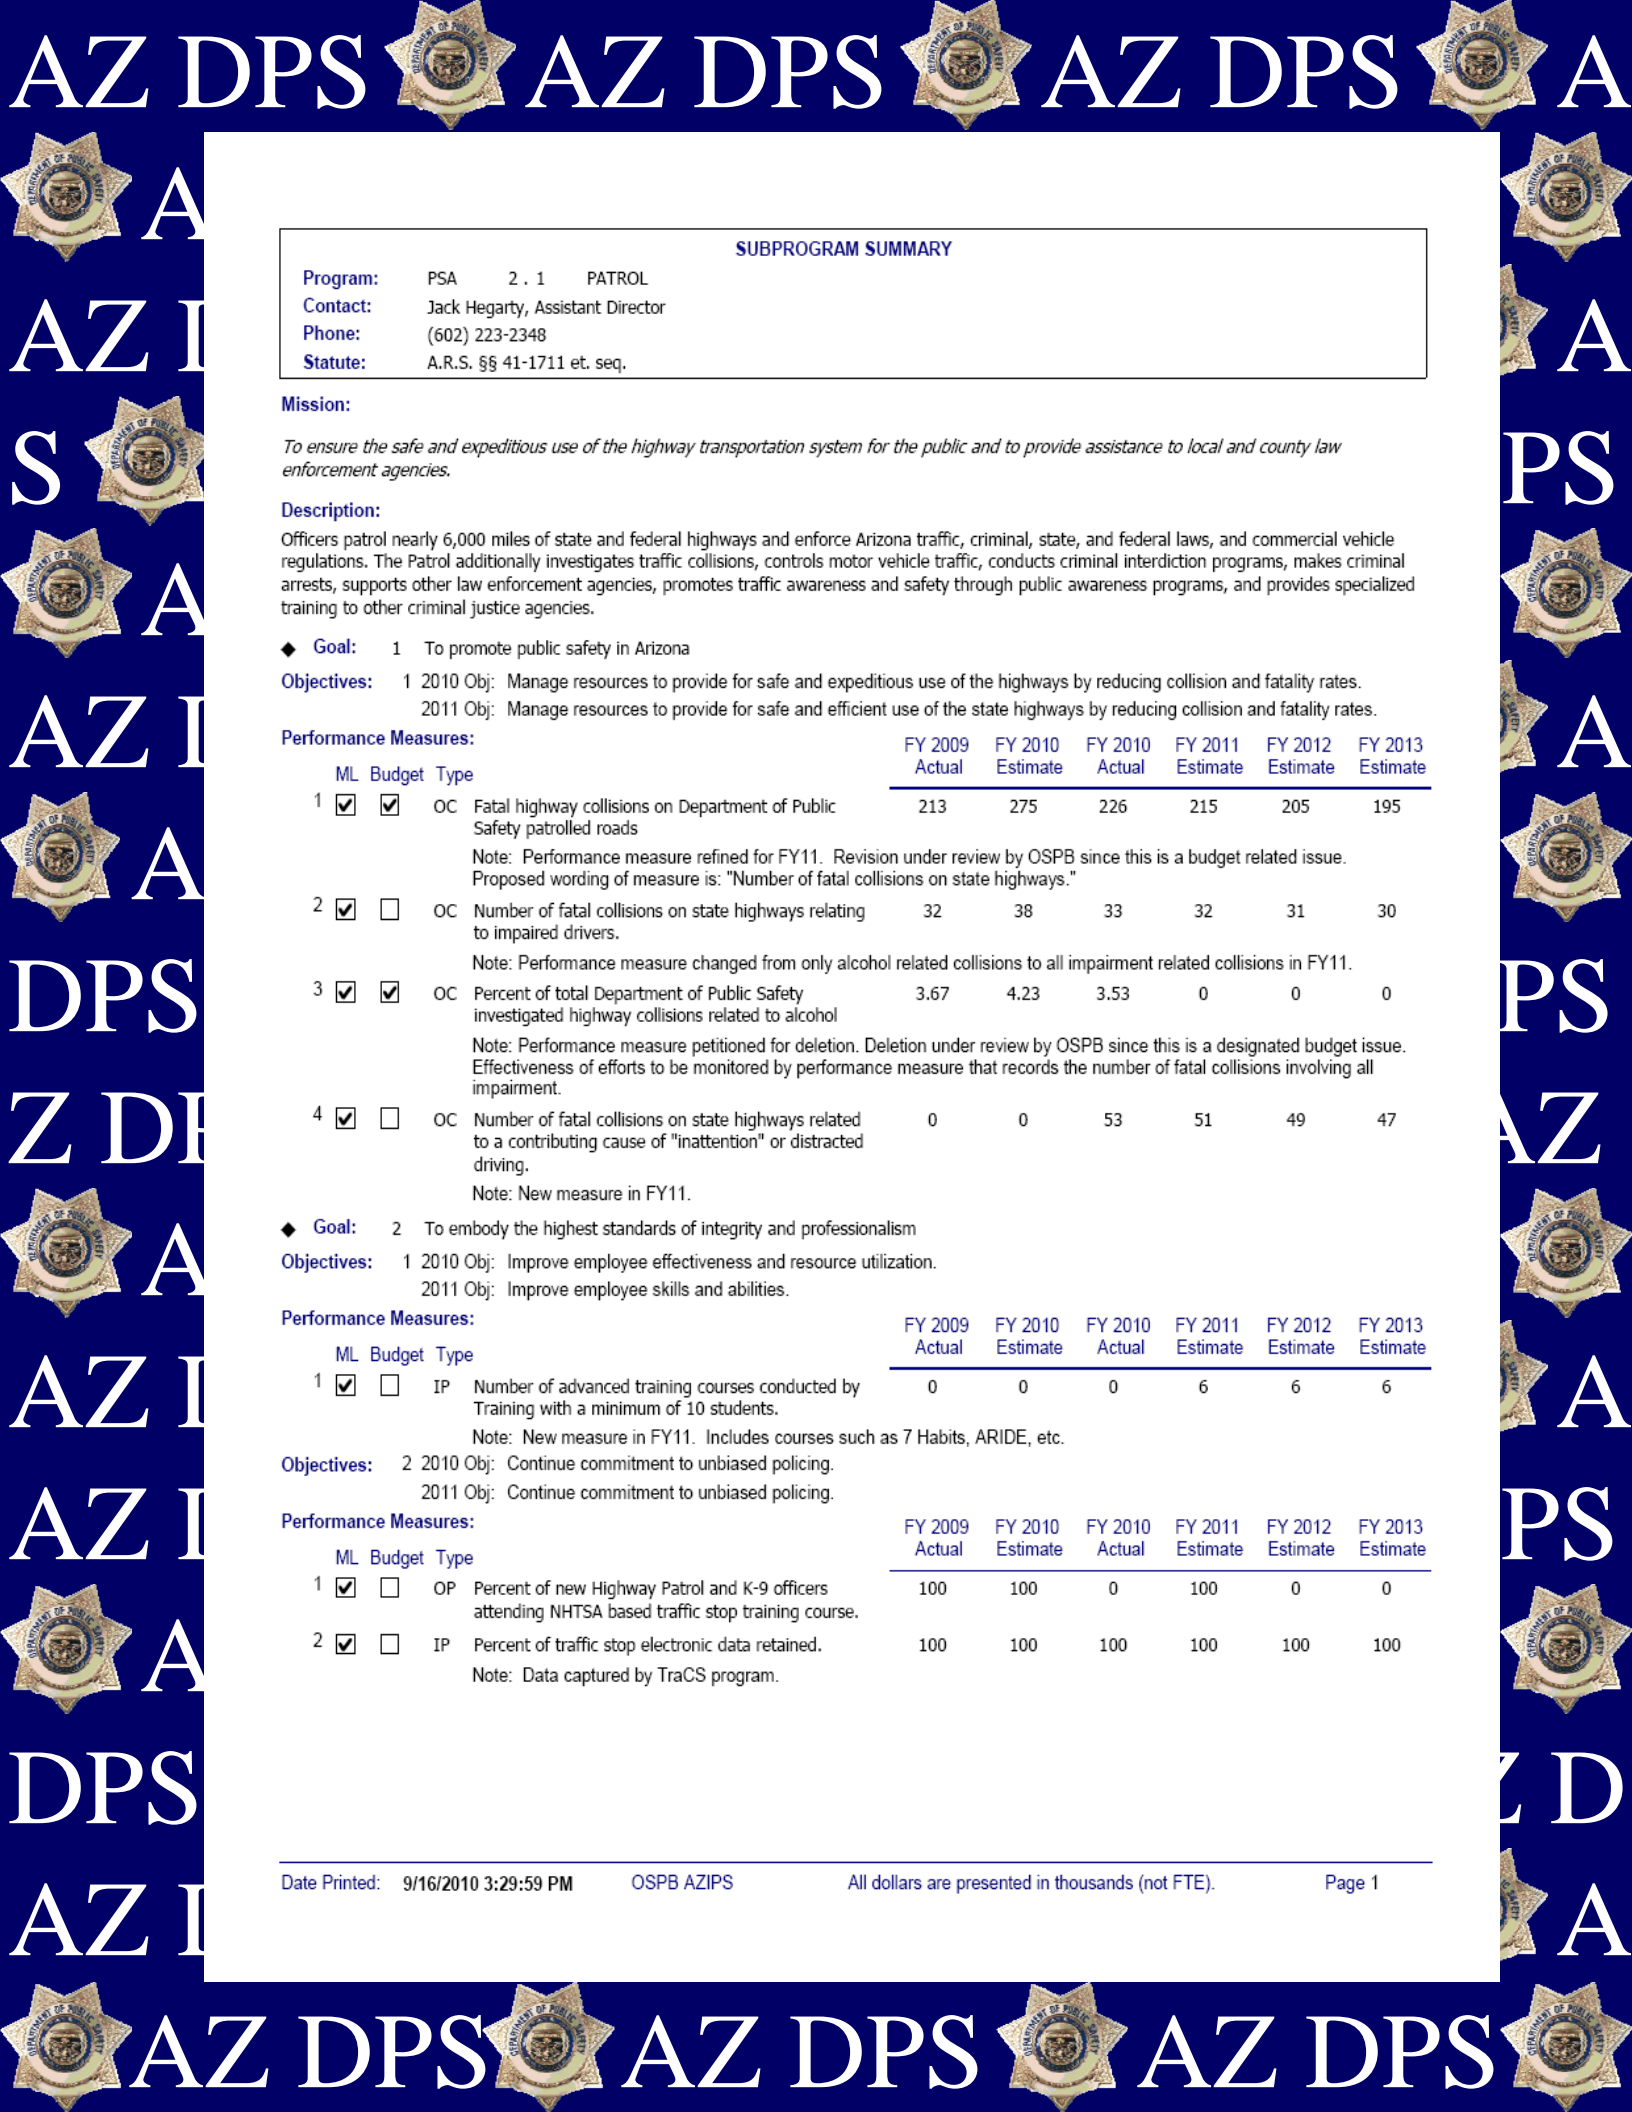 AZ DPS AZ DPS AZ DPS A
A
SUBPROGRAM SUMMARY
Program: PSA 2 . 1 PATROL
Contact: Jack Hegarty, Assistant Director
Phone: (602) 223-2348
Statute: A.R.S. §§ 41-1711 et. seq.
AZ D A
Mission:
To ensure the safe and expeditious use of the highway transportation system for the public and to provide assistance to local and county law
enforcement agencies.
S PS
Description:
Officers patrol nearly 6,000 miles of state and federal highways and enforce Arizona traffic, criminal, state, and federal laws, and commercial vehicle
regulations. The Patrol additionally investigates traffic collisions, controls motor vehicle traffic, conducts criminal interdiction programs, makes criminal
arrests, supports other law enforcement agencies, promotes traffic awareness and safety through public awareness programs, and provides specialized
training to other criminal justice agencies.
A
◆ Goal: 1 To promote public safety in Arizona
Objectives: 1 2010 Obj: Manage resources to provide for safe and expeditious use of the highways by reducing collision and fatality rates.
2011 Obj: Manage resources to provide for safe and efficient use of the state highways by reducing collision and fatality rates.
AZ D A
Performance Measures: FY 2009 FY 2010 FY 2010 FY 2011 FY 2012 FY 2013
Actual Estimate Actual Estimate Estimate Estimate
ML Budget Type
1 OC Fatal highway collisions on Department of Public 213 275 226 215 205 195
Safety patrolled roads
Note: Performance measure refined for FY11. Revision under review by OSPB since this is a budget related issue.
Proposed wording of measure is: "Number of fatal collisions on state highways."
A
2 OC Number of fatal collisions on state highways relating 32 38 33 32 31 30
to impaired drivers.
Note: Performance measure changed from only alcohol related collisions to all impairment related collisions in FY11.
3 OC Percent of total Department of Public Safety 3.67 4.23 3.53 0 0 0
investigated highway collisions related to alcohol
DPS PS
Note: Performance measure petitioned for deletion. Deletion under review by OSPB since this is a designated budget issue.
Effectiveness of efforts to be monitored by performance measure that records the number of fatal collisions involving all
impairment.
4 OC Number of fatal collisions on state highways related 0 0 53 51 49 47
to a contributing cause of "inattention" or distracted
driving.
Z DP AZ
Note: New measure in FY11.
◆ Goal: 2 To embody the highest standards of integrity and professionalism
Objectives: 1 2010 Obj: Improve employee effectiveness and resource utilization.
2011 Obj: Improve employee skills and abilities.
A
Performance Measures: FY 2009 FY 2010 FY 2010 FY 2011 FY 2012 FY 2013
Actual Estimate Actual Estimate Estimate Estimate
ML Budget Type
1 IP Number of advanced training courses conducted by 0 0 0 6 6 6
Training with a minimum of 10 students.
AZ D A
Note: New measure in FY11. Includes courses such as 7 Habits, ARIDE, etc.
Objectives: 2 2010 Obj: Continue commitment to unbiased policing.
2011 Obj: Continue commitment to unbiased policing.
Performance Measures: FY 2009 FY 2010 FY 2010 FY 2011 FY 2012 FY 2013
Actual Estimate Actual Estimate Estimate Estimate
AZ D PS
ML Budget Type
1 OP Percent of new Highway Patrol and K-9 officers 100 100 0 100 0 0
attending NHTSA based traffic stop training course.
2 IP Percent of traffic stop electronic data retained. 100 100 100 100 100 100
Note: Data captured by TraCS program.
A
DPS Z D
Date Printed: 9/16/2010 3:29:59 PM OSPB AZIPS All dollars are presented in thousands (not FTE). Page 1
AZ D A
AZ DPS AZ DPS AZ DPS